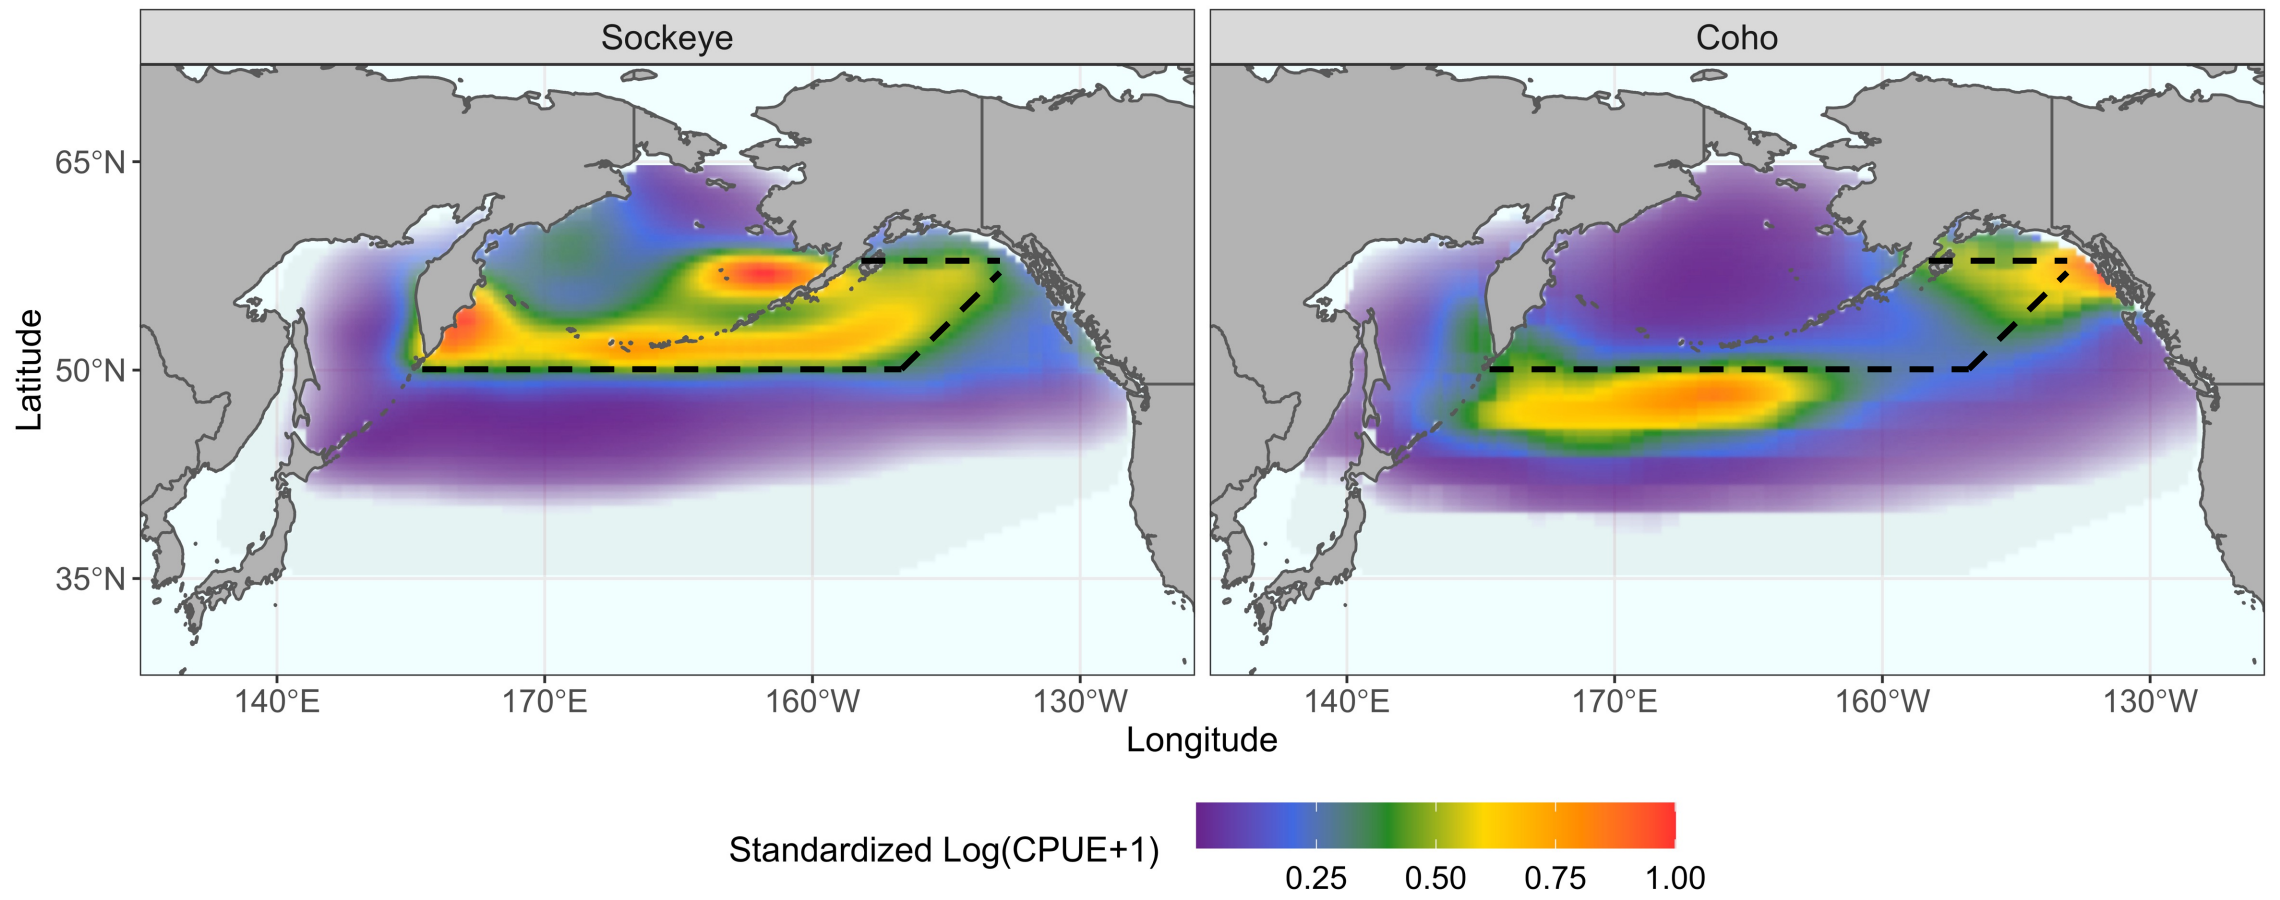 Sockeye
Coho
65°N
50°N
35°N
Latitude
140°E
170°E
160°W
130°W
140°E
170°E
160°W
130°W
Longitude
Standardized Log(CPUE+1)
0.25
0.50
0.75
1.00